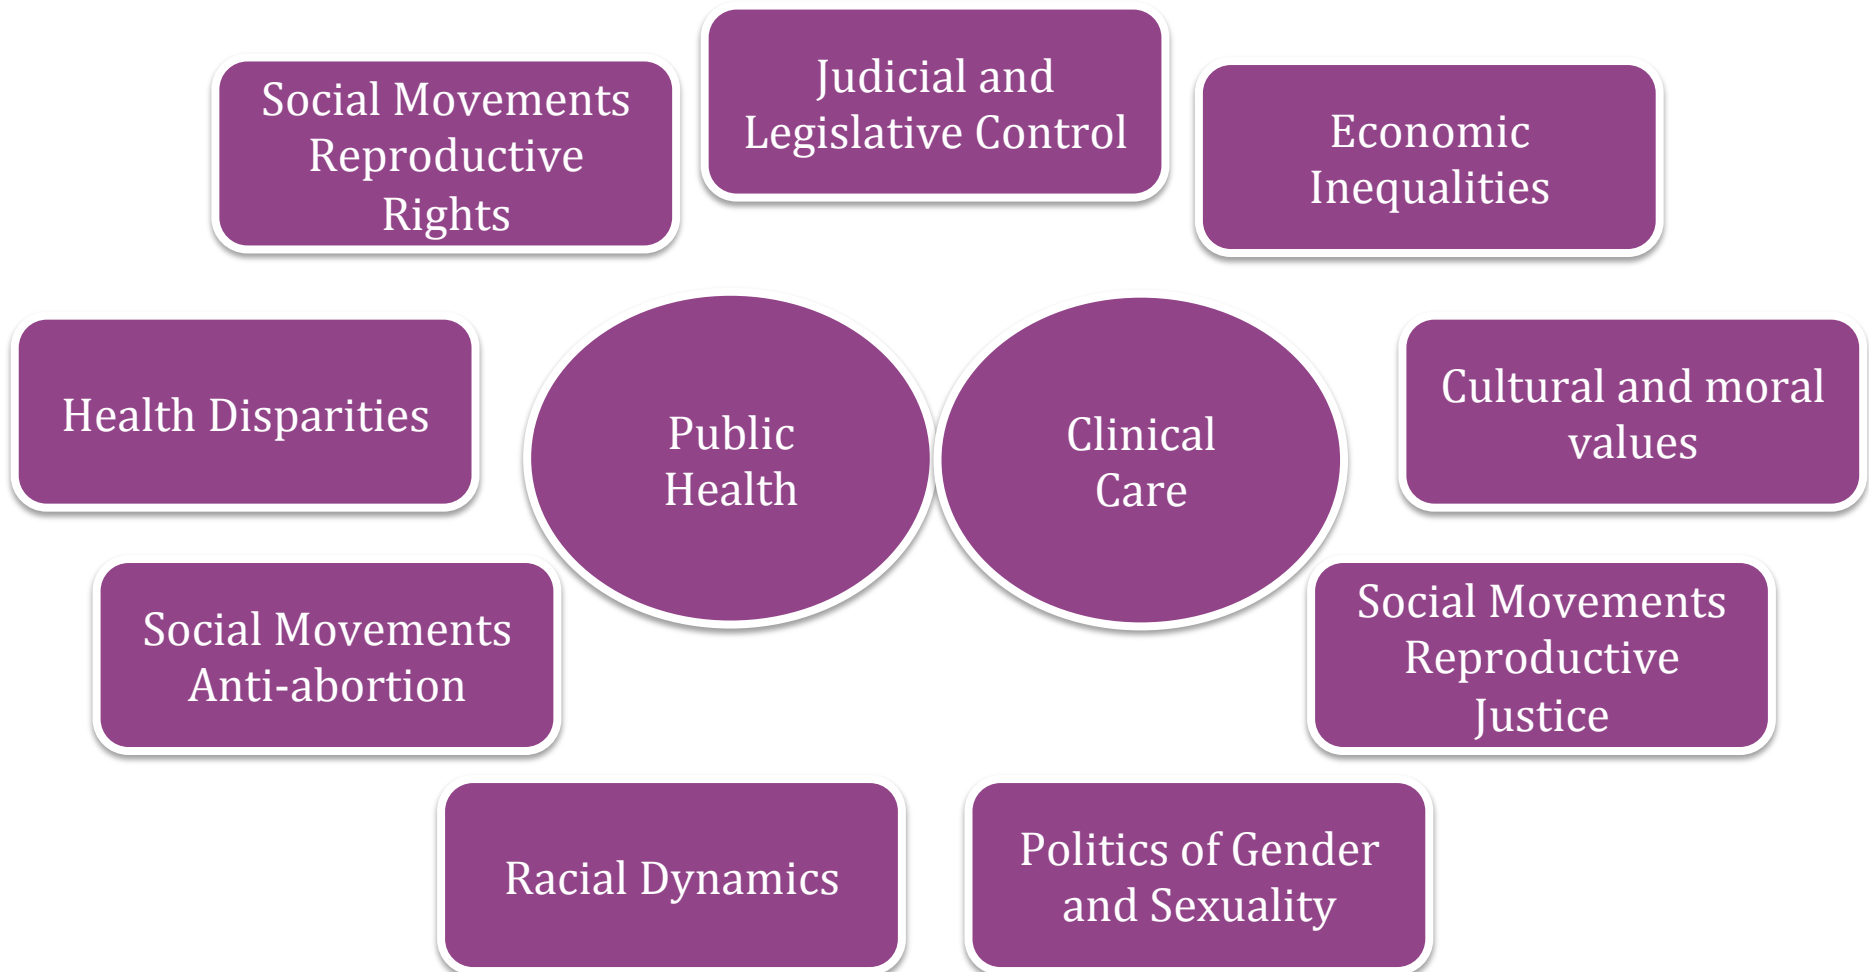 Social Movements
Reproductive
Rights
Judicial and
Legislative Control
Economic
Inequalities
Health Disparities
Public
Health
Clinical
Care
Cultural and moral
values
Social Movements
Anti-abortion
Social Movements
Reproductive
Justice
Racial Dynamics
Politics of Gender
and Sexuality